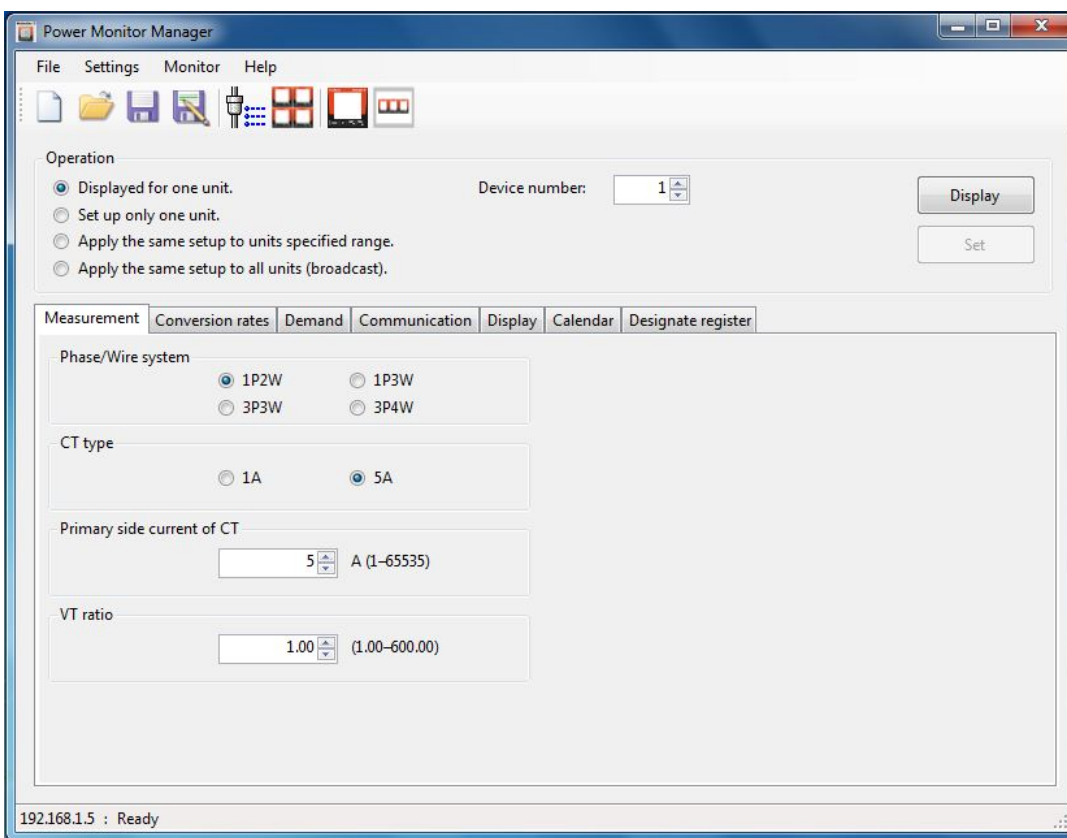 Power Monitor Manager
File Settings Monitor Help
Operation
Displayed for one unit. Device number: 1 Display
Set up only one unit.
Apply the same setup to units specified range. Set
Apply the same setup to all units (broadcast).
Measurement Conversion rates Demand Communication Display Calendar Designate register
Phase/Wire system
1P2W 1P3W
3P3W 3P4W
CT type
1A 5A
Primary side current of CT
5 A (1–65535)
VT ratio
1.00 (1.00–600.00)
192.168.1.5 : Ready